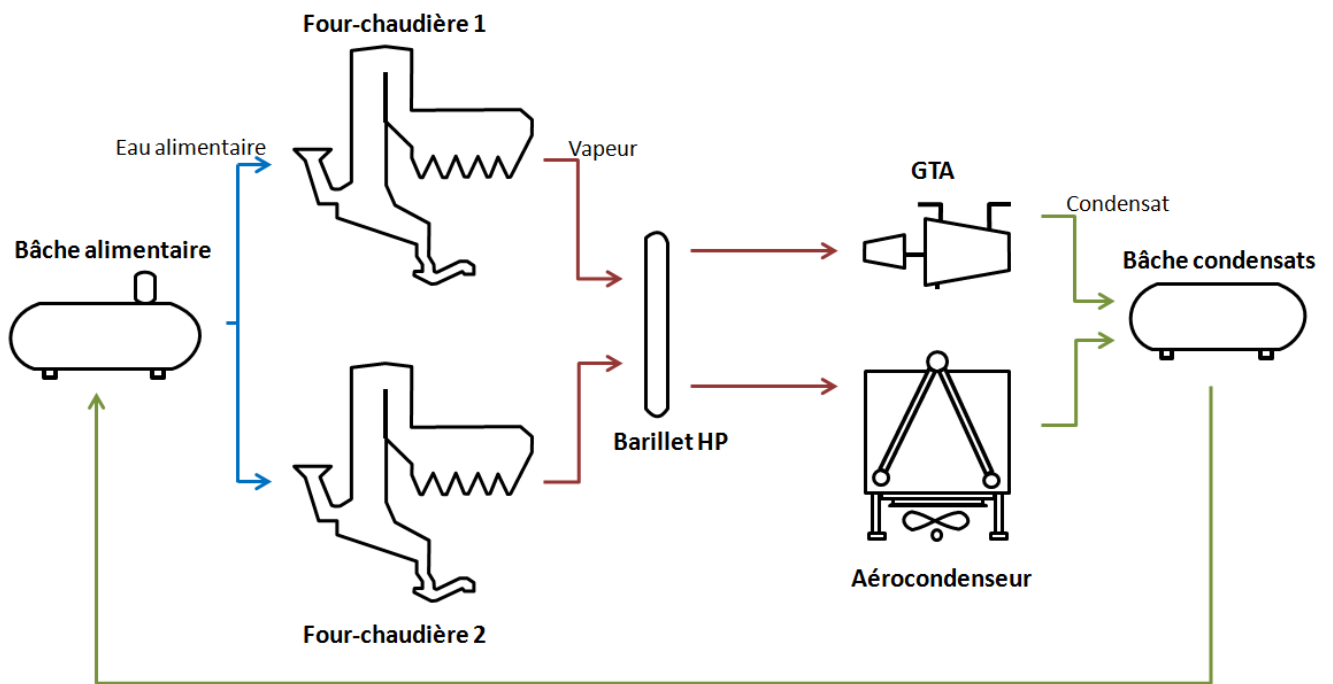 Four-chaudière 1
Eau alimentaire
Vapeur
GTA
Condensat
Bâche alimentaire
Bâche condensats
Barillet HP
Aérocondenseur
Four-chaudière 2